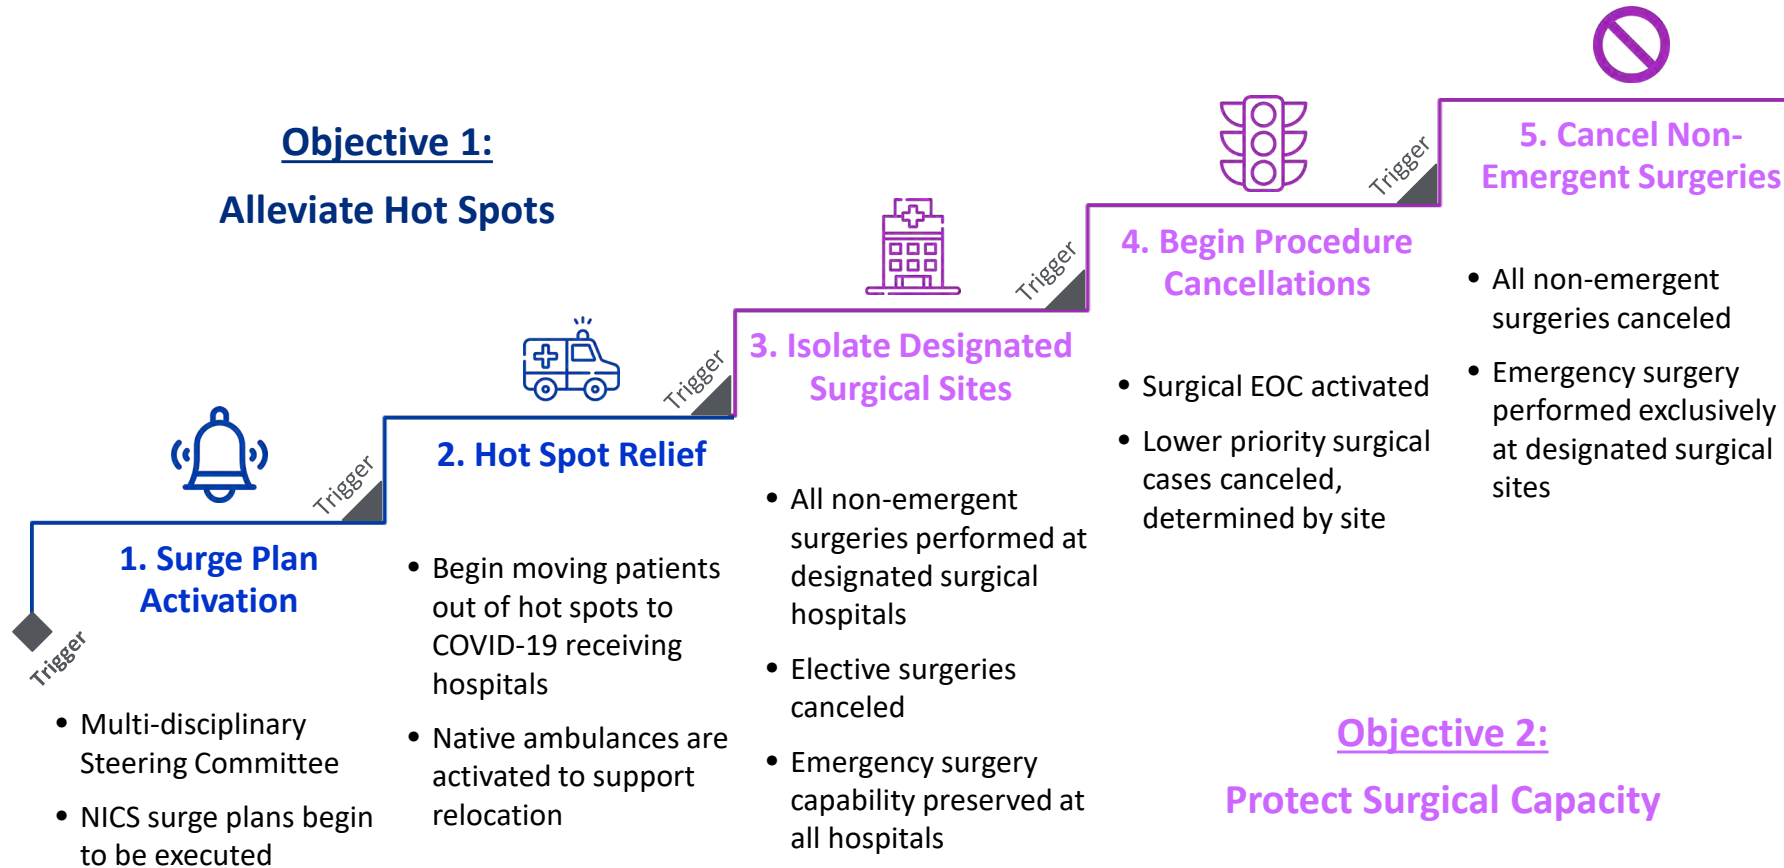 Objective 1:
Alleviate Hot Spots
Trigger
1. Surge Plan
Activation
• Multi-disciplinary
Steering Committee
• NICS surge plans begin
to be executed
Trigger
2. Hot Spot Relief
• Begin moving patients
out of hot spots to
COVID-19 receiving
hospitals
• Native ambulances are
activated to support
relocation
Trigger
3. Isolate Designated
Surgical Sites
• All non-emergent
surgeries performed at
designated surgical
hospitals
• Elective surgeries
canceled
• Emergency surgery
capability preserved at
all hospitals
Trigger
4. Begin Procedure
Cancellations
• Surgical EOC activated
• Lower priority surgical
cases canceled,
determined by site
Trigger
5. Cancel Non-
Emergent Surgeries
• All non-emergent
surgeries canceled
• Emergency surgery
performed exclusively
at designated surgical
sites
Objective 2:
Protect Surgical Capacity